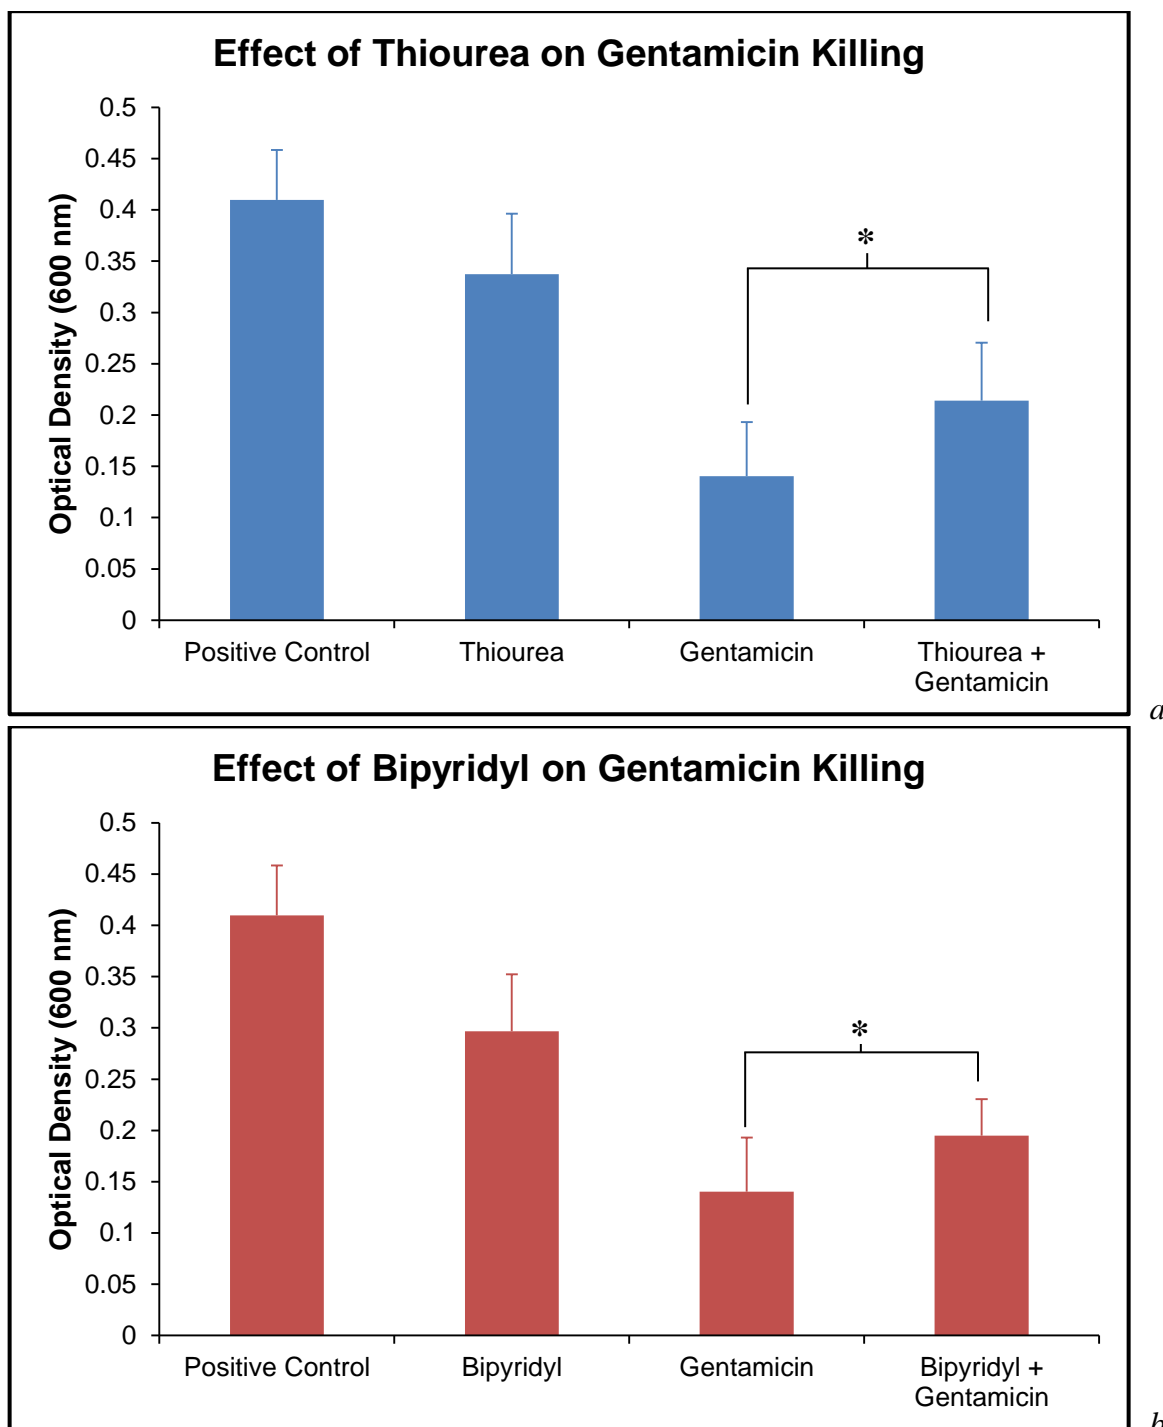 Effect of Thiourea on Gentamicin Killing
Optical Density (600 nm)
0.5
0.45
0.4
0.35
0.3
0.25
0.2
0.15
0.1
0.05
0
*
Positive Control
Thiourea
Gentamicin
Thiourea +
Gentamicin
a
Effect of Bipyridyl on Gentamicin Killing
Optical Density (600 nm)
0.5
0.45
0.4
0.35
0.3
0.25
0.2
0.15
0.1
0.05
0
*
Positive Control
Bipyridyl
Gentamicin
Bipyridyl +
Gentamicin
b